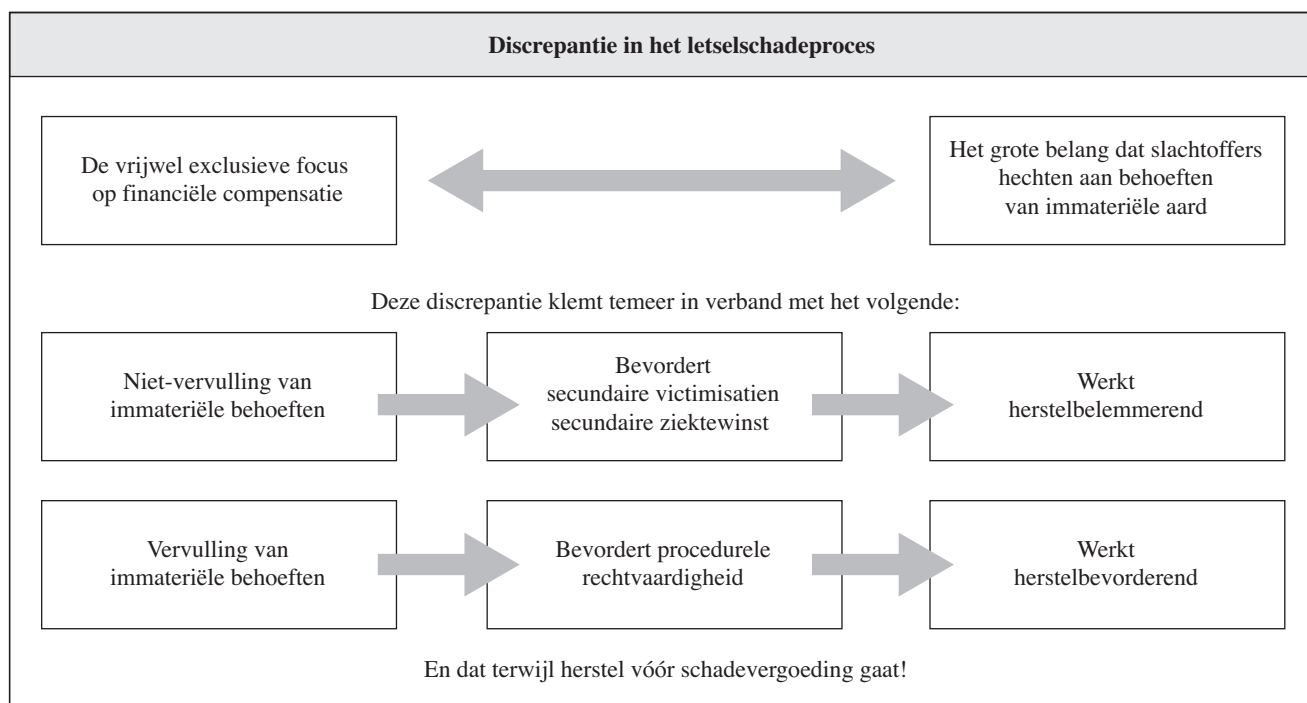 Discrepantie in het letselschadeproces
De vrijwel exclusieve focus
op financiële compensatie
Het grote belang dat slachtoffers
hechten aan behoeften
van immateriële aard
Deze discrepantie klemt temeer in verband met het volgende:
Niet-vervulling van
immateriële behoeften
Bevordert
secundaire victimisatien
secundaire ziektewinst
Werkt
herstelbelemmerend
Vervulling van
immateriële behoeften
Bevordert procedurele
rechtvaardigheid
Werkt
herstelbevorderend
En dat terwijl herstel vóór schadevergoeding gaat!